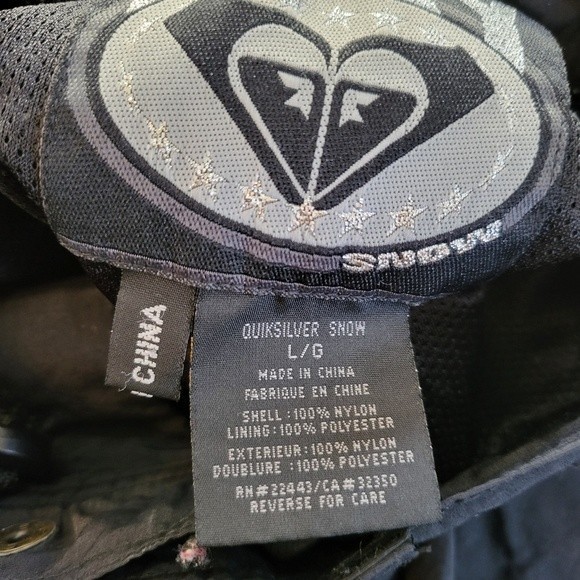 SNOW
CHINA
QUIKSILVER SNOW
L/G
MADE IN CHINA
FABRIQUE EN CHINE
SHELL:100% NYLON
LINING:100% POLYESTER
EXTERIEUR:100% NYLON
DOUBLURE:100% POLYESTER
RN#22443/CA#32350
REVERSE FOR CARE